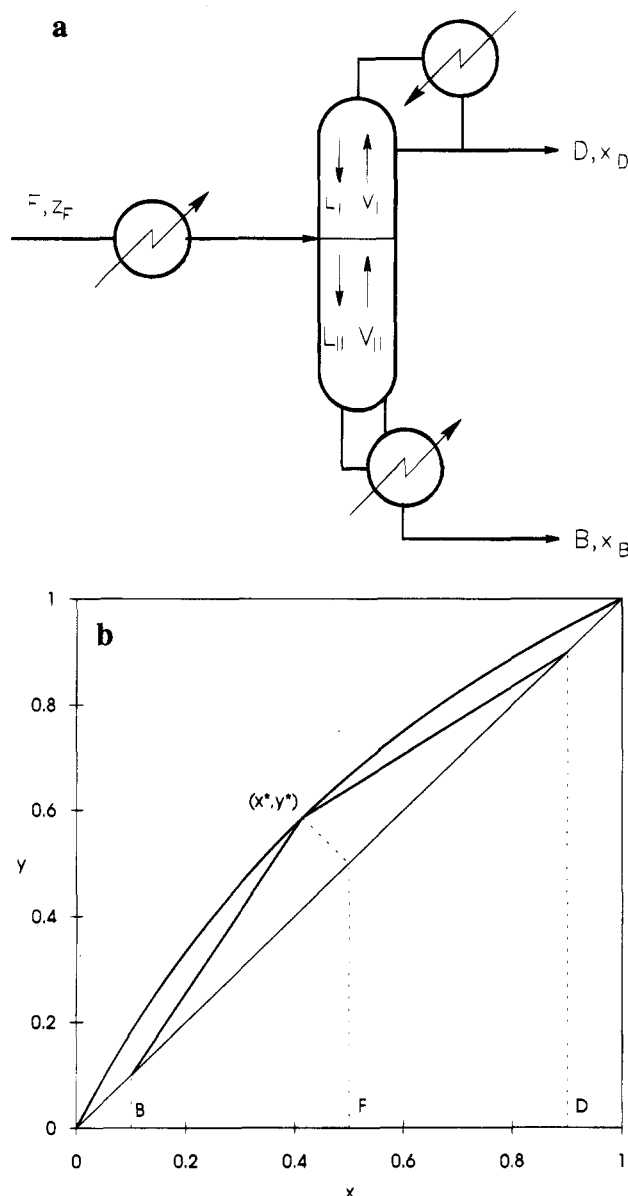 a
D, x_D
F, z_F
L_I V_I
L_II V_II
B, x_B
b
1
0.8
(x*,y*)
0.6
y
0.4
0.2
B F D
0
0 0.2 0.4 0.6 0.8 1
x